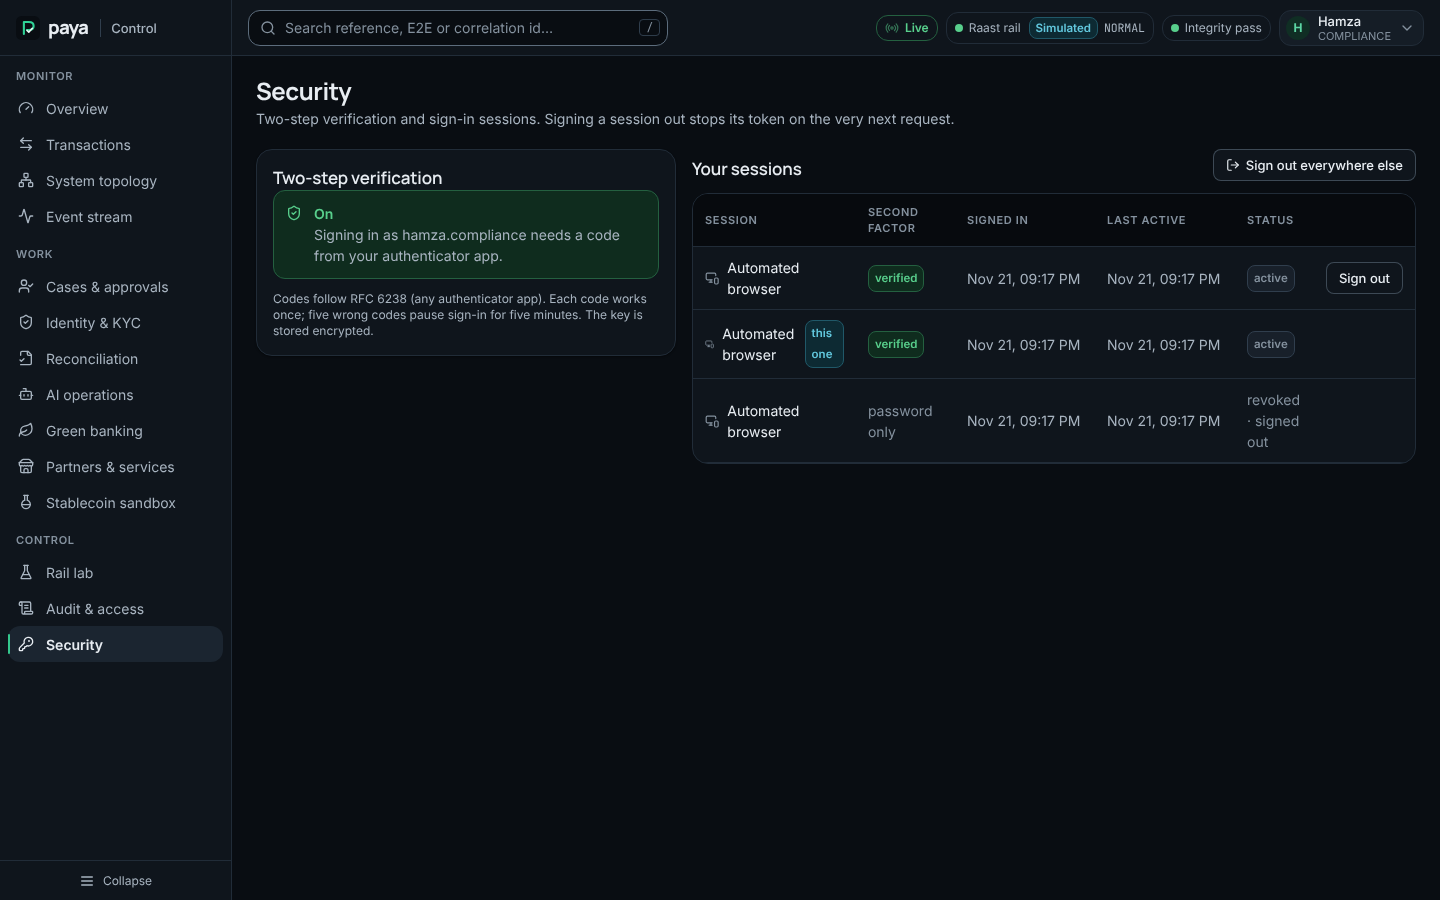 paya
Control
Search reference, E2E or correlation id...
/
Live
Raast rail
Simulated
NORMAL
Integrity pass
H
Hamza
COMPLIANCE
MONITOR
Overview
Transactions
System topology
Event stream
WORK
Cases & approvals
Identity & KYC
Reconciliation
AI operations
Green banking
Partners & services
Stablecoin sandbox
CONTROL
Rail lab
Audit & access
Security
Collapse
Security
Two-step verification and sign-in sessions. Signing a session out stops its token on the very next request.
Two-step verification
On
Signing in as hamza.compliance needs a code
from your authenticator app.
Codes follow RFC 6238 (any authenticator app). Each code works
once; five wrong codes pause sign-in for five minutes. The key is
stored encrypted.
Your sessions
Sign out everywhere else
SESSION
SECOND
FACTOR
SIGNED IN
LAST ACTIVE
STATUS
Automated
browser
verified
Nov 21, 09:17 PM
Nov 21, 09:17 PM
active
Sign out
Automated
browser
this
one
verified
Nov 21, 09:17 PM
Nov 21, 09:17 PM
active
Automated
browser
password
only
Nov 21, 09:17 PM
Nov 21, 09:17 PM
revoked
· signed
out